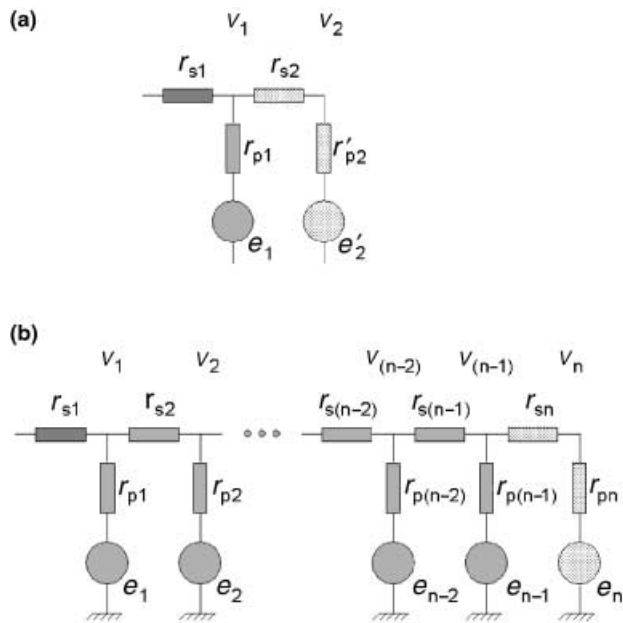 (a)
v₁ v₂
rₛ₁ rₛ₂
rₚ₁ r′ₚ₂
e₁ e′₂
(b)
v₁ v₂ v₍ₙ₋₂₎ v₍ₙ₋₁₎ vₙ
rₛ₁ rₛ₂ rₛ₍ₙ₋₂₎ rₛ₍ₙ₋₁₎ rₛₙ
rₚ₁ rₚ₂ rₚ₍ₙ₋₂₎ rₚ₍ₙ₋₁₎ rₚₙ
e₁ e₂ eₙ₋₂ eₙ₋₁ eₙ